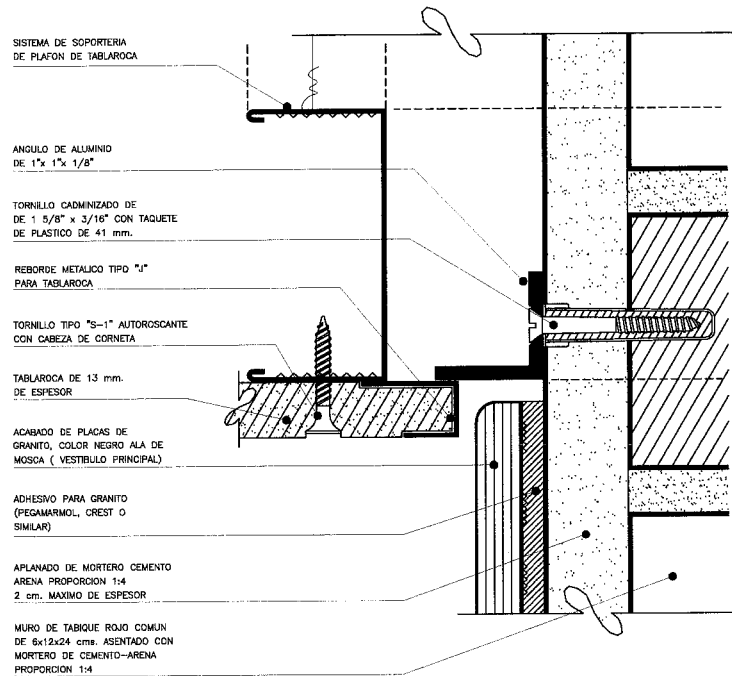 SISTEMA DE SOPORTERIA
DE PLAFON DE TABLAROCA
ANGULO DE ALUMINIO
DE 1"x 1"x 1/8"
TORNILLO CADMINIZADO DE
DE 1 5/8" x 3/16" CON TAQUETE
DE PLASTICO DE 41 mm.
REBORDE METALICO TIPO "J"
PARA TABLAROCA
TORNILLO TIPO "S-1" AUTOROSCANTE
CON CABEZA DE CORNETA
TABLAROCA DE 13 mm.
DE ESPESOR
ACABADO DE PLACAS DE
GRANITO, COLOR NEGRO ALA DE
MOSCA ( VESTIBULO PRINCIPAL)
ADHESIVO PARA GRANITO
(PEGAMARMOL, CREST O
SIMILAR)
APLANADO DE MORTERO CEMENTO
ARENA PROPORCION 1:4
2 cm. MAXIMO DE ESPESOR
MURO DE TABIQUE ROJO COMUN
DE 6x12x24 cms. ASENTADO CON
MORTERO DE CEMENTO-ARENA
PROPORCION 1:4